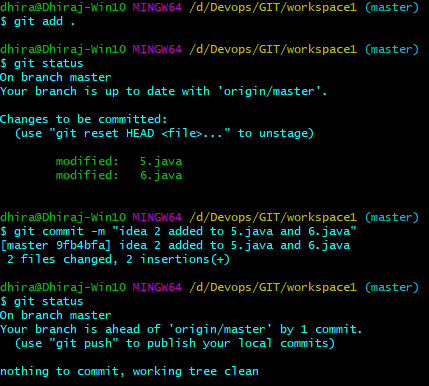 dhira@Dhiraj-Win10 MINGW64 /d/Devops/GIT/workspace1 (master)
$ git add .
dhira@Dhiraj-Win10 MINGW64 /d/Devops/GIT/workspace1 (master)
$ git status
On branch master
Your branch is up to date with 'origin/master'.
Changes to be committed:
  (use "git reset HEAD <file>..." to unstage)
        modified:   5.java
        modified:   6.java
dhira@Dhiraj-Win10 MINGW64 /d/Devops/GIT/workspace1 (master)
$ git commit -m "idea 2 added to 5.java and 6.java"
[master 9fb4bfa] idea 2 added to 5.java and 6.java
 2 files changed, 2 insertions(+)
dhira@Dhiraj-Win10 MINGW64 /d/Devops/GIT/workspace1 (master)
$ git status
On branch master
Your branch is ahead of 'origin/master' by 1 commit.
  (use "git push" to publish your local commits)
nothing to commit, working tree clean